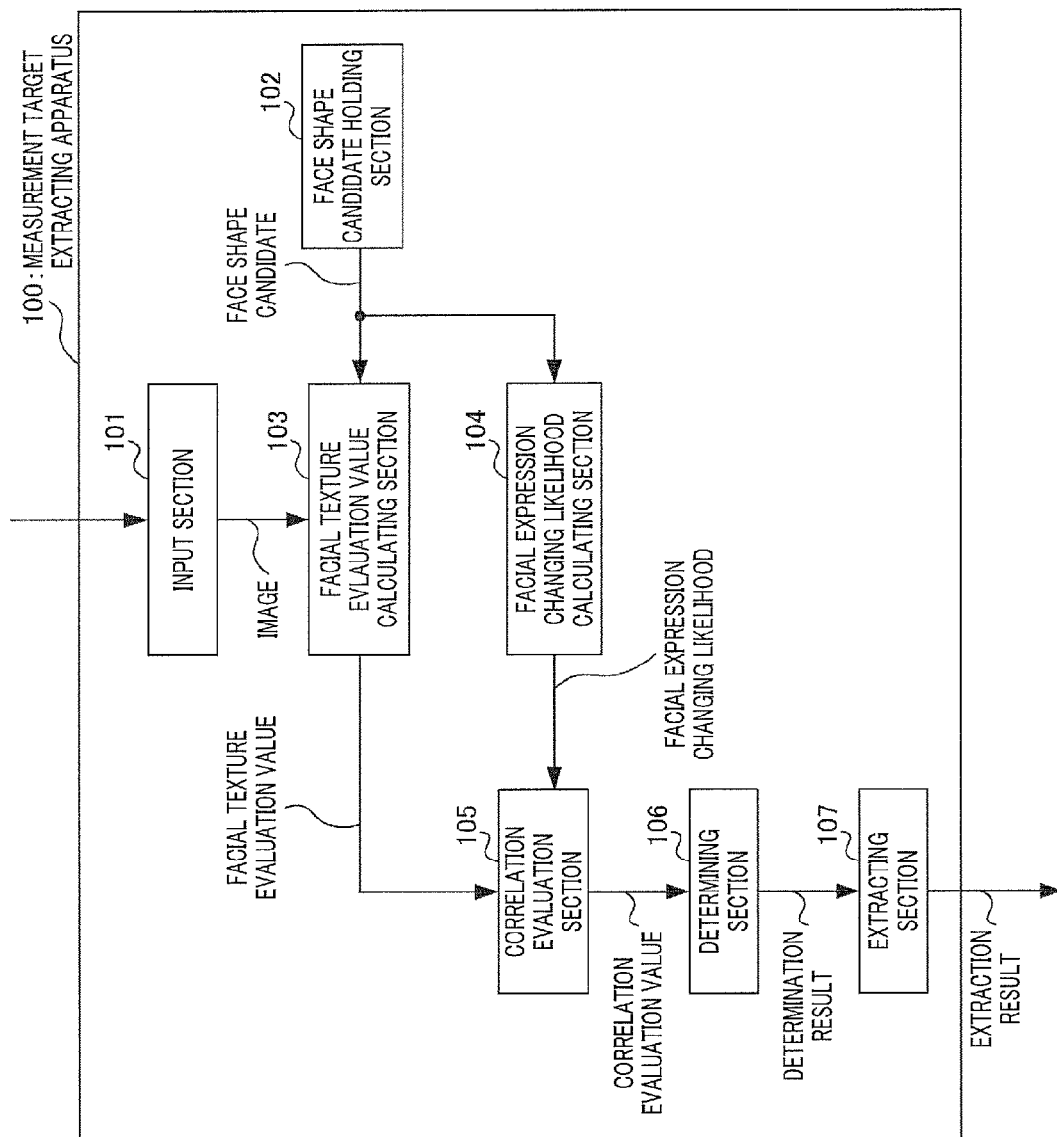 100 : MEASUREMENT TARGET
EXTRACTING APPARATUS
101
INPUT SECTION
IMAGE
102
FACE SHAPE
CANDIDATE HOLDING
SECTION
FACE SHAPE
CANDIDATE
103
FACIAL TEXTURE
EVLAUATION VALUE
CALCULATING SECTION
104
FACIAL EXPRESSION
CHANGING LIKELIHOOD
CALCULATING SECTION
FACIAL TEXTURE
EVALUATION VALUE
FACIAL EXPRESSION
CHANGING LIKELIHOOD
105
CORRELATION
EVALUATION
SECTION
CORRELATION
EVALUATION VALUE
106
DETERMINING
SECTION
DETERMINATION
RESULT
107
EXTRACTING
SECTION
EXTRACTION
RESULT